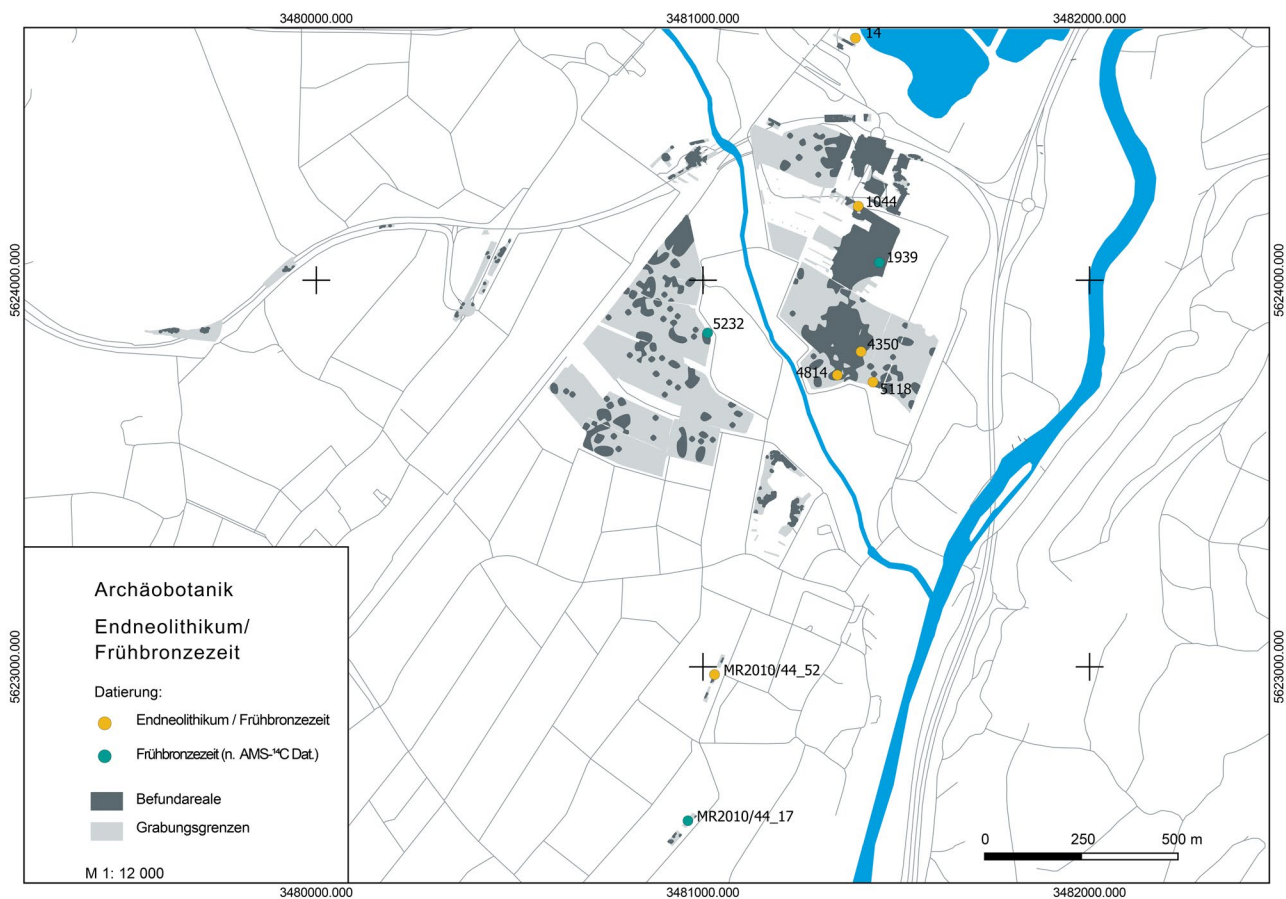 3480000.000
3481000.000
3482000.000
14
1044
1939
5624000.000
5624000.000
5232
4350
4814
5118
Archäobotanik
Endneolithikum/
Frühbronzezeit
Datierung:
Endneolithikum / Frühbronzezeit
Frühbronzezeit (n. AMS-¹⁴C Dat.)
Befundareale
Grabungsgrenzen
M 1: 12 000
5623000.000
5623000.000
MR2010/44_52
MR2010/44_17
0 250 500 m
3480000.000
3481000.000
3482000.000